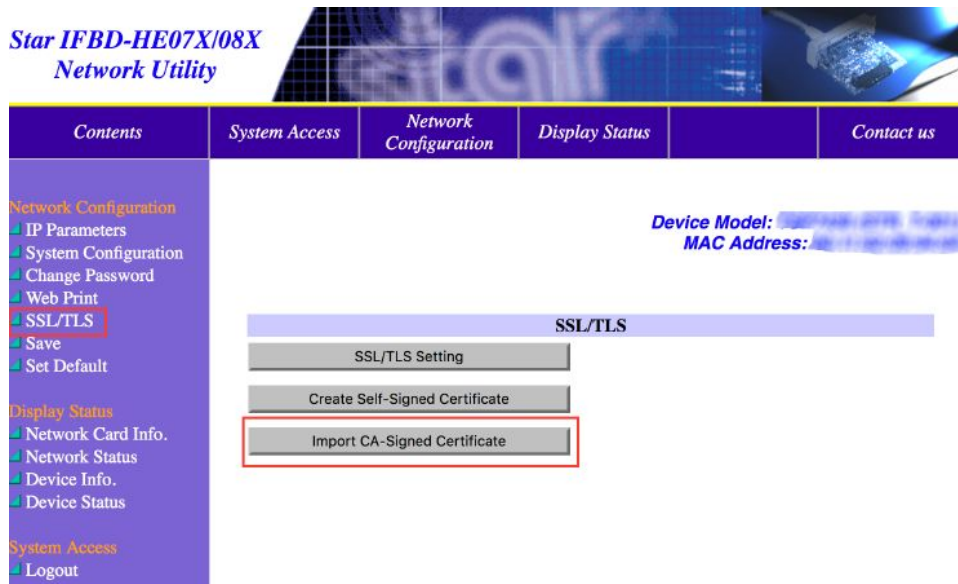 Star IFBD-HE07X/08X
Network Utility
star
Contents
System Access
Network
Configuration
Display Status
Contact us
Network Configuration
IP Parameters
System Configuration
Change Password
Web Print
SSL/TLS
Save
Set Default
Display Status
Network Card Info.
Network Status
Device Info.
Device Status
System Access
Logout
Device Model:
MAC Address:
SSL/TLS
SSL/TLS Setting
Create Self-Signed Certificate
Import CA-Signed Certificate